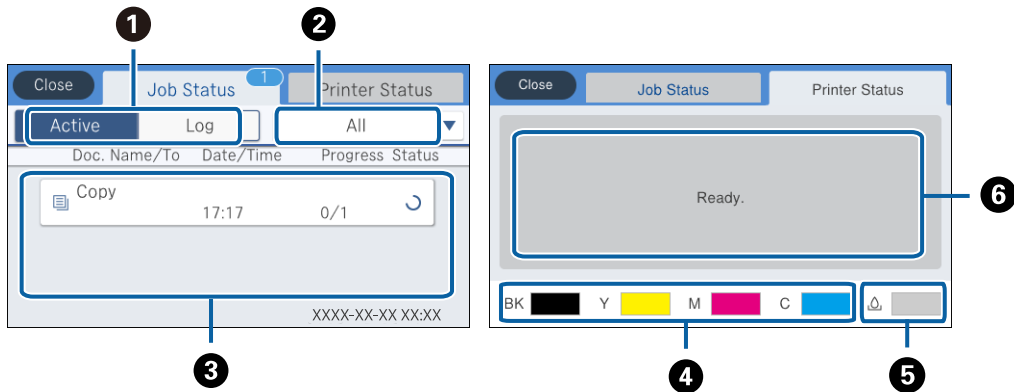 1 2
Close Job Status 1 Printer Status
Active Log All
Doc. Name/To Date/Time Progress Status
Copy
17:17 0/1
XXXX-XX-XX XX:XX
3
Close Job Status Printer Status
Ready.
6
BK Y M C
4 5